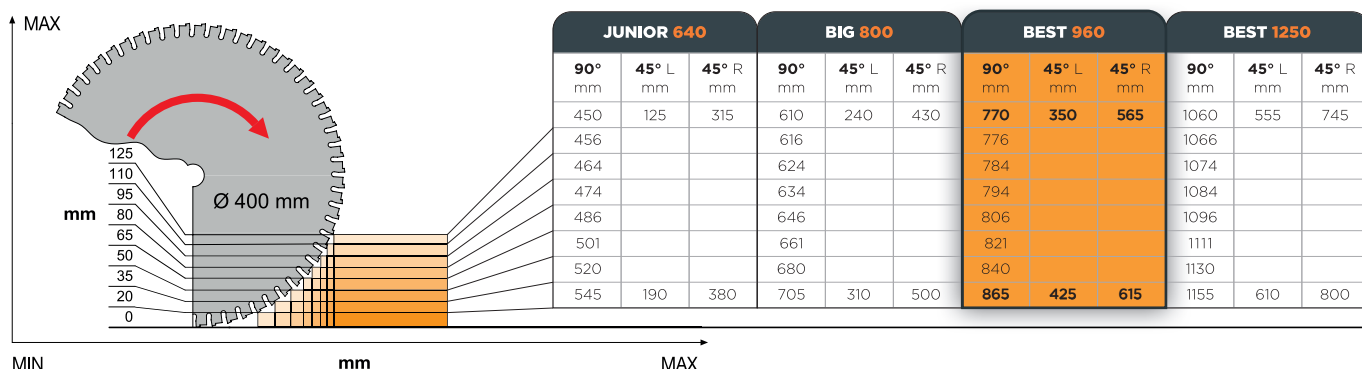 MAX
JUNIOR 640 BIG 800 BEST 960 BEST 1250
90° 45° L 45° R 90° 45° L 45° R 90° 45° L 45° R 90° 45° L 45° R
mm mm mm mm mm mm mm mm mm mm mm mm
450 125 315 610 240 430 770 350 565 1060 555 745
456 616 776 1066
464 624 784 1074
474 634 794 1084
486 646 806 1096
501 661 821 1111
520 680 840 1130
545 190 380 705 310 500 865 425 615 1155 610 800
125
110
95
80
65
50
35
20
0
mm
Ø 400 mm
MIN mm MAX